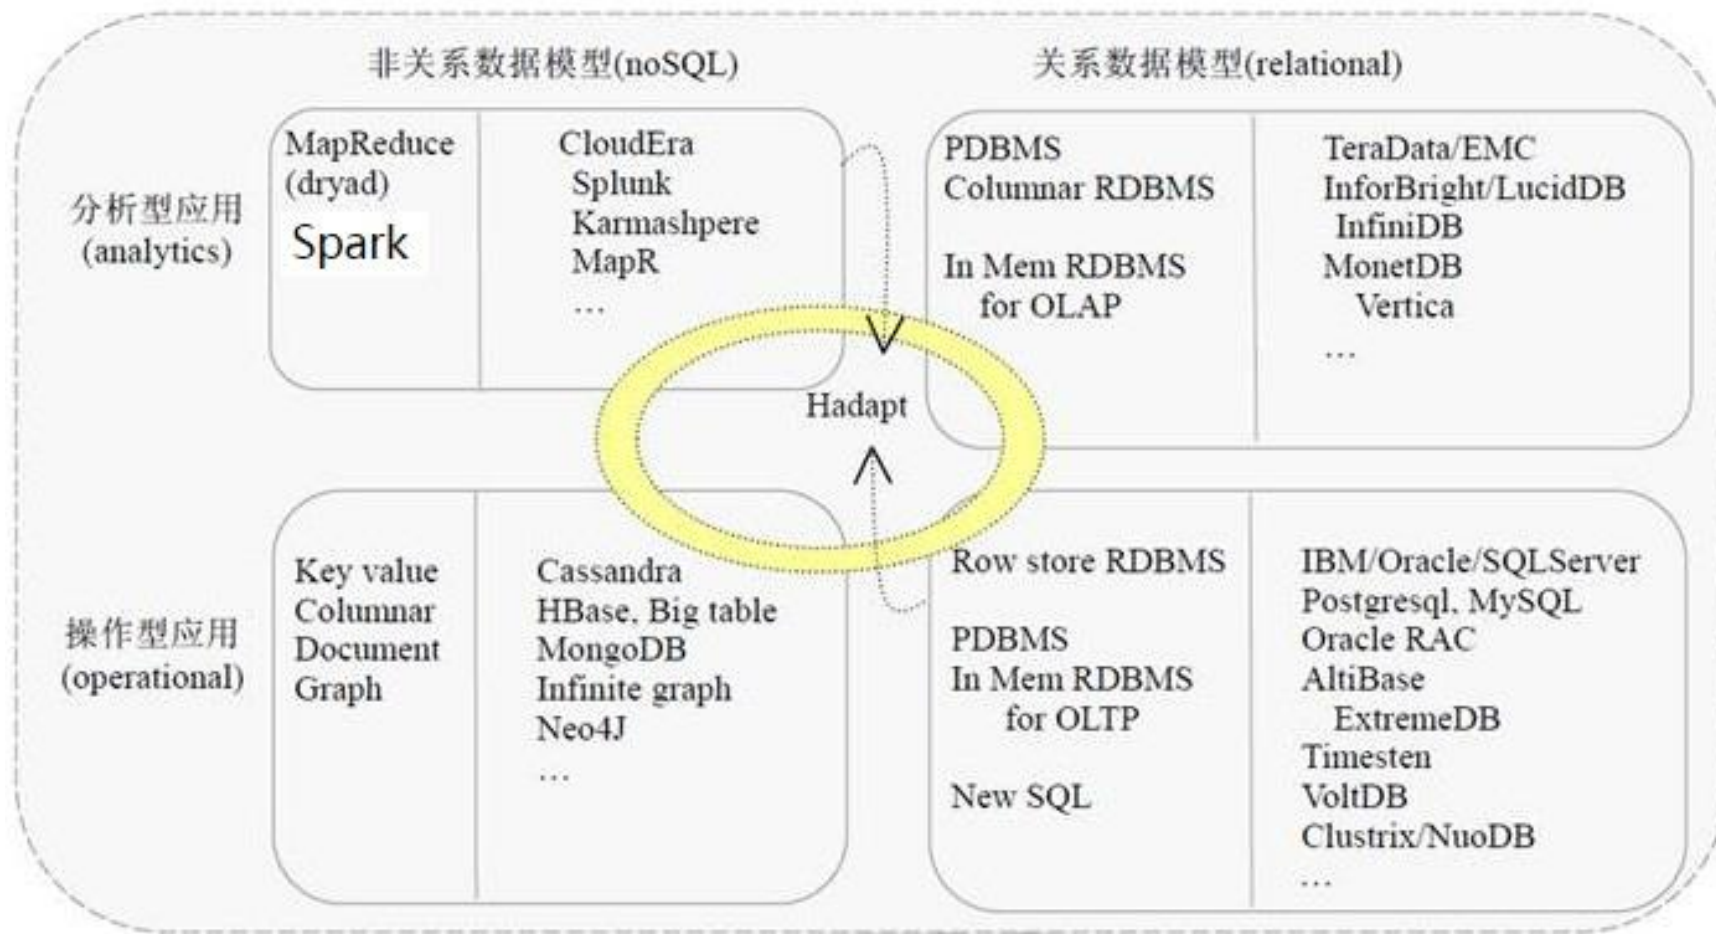 非关系数据模型(noSQL)
关系数据模型(relational)
分析型应用
(analytics)
MapReduce
(dryad)
Spark
CloudEra
Splunk
Karmashpere
MapR
...
PDBMS
Columnar RDBMS
In Mem RDBMS
for OLAP
TeraData/EMC
InforBright/LucidDB
InfiniDB
MonetDB
Vertica
...
Hadapt
操作型应用
(operational)
Key value
Columnar
Document
Graph
Cassandra
HBase, Big table
MongoDB
Infinite graph
Neo4J
...
Row store RDBMS
PDBMS
In Mem RDBMS
for OLTP
New SQL
IBM/Oracle/SQLServer
Postgresql, MySQL
Oracle RAC
AltiBase
ExtremeDB
Timesten
VoltDB
Clustrix/NuoDB
...